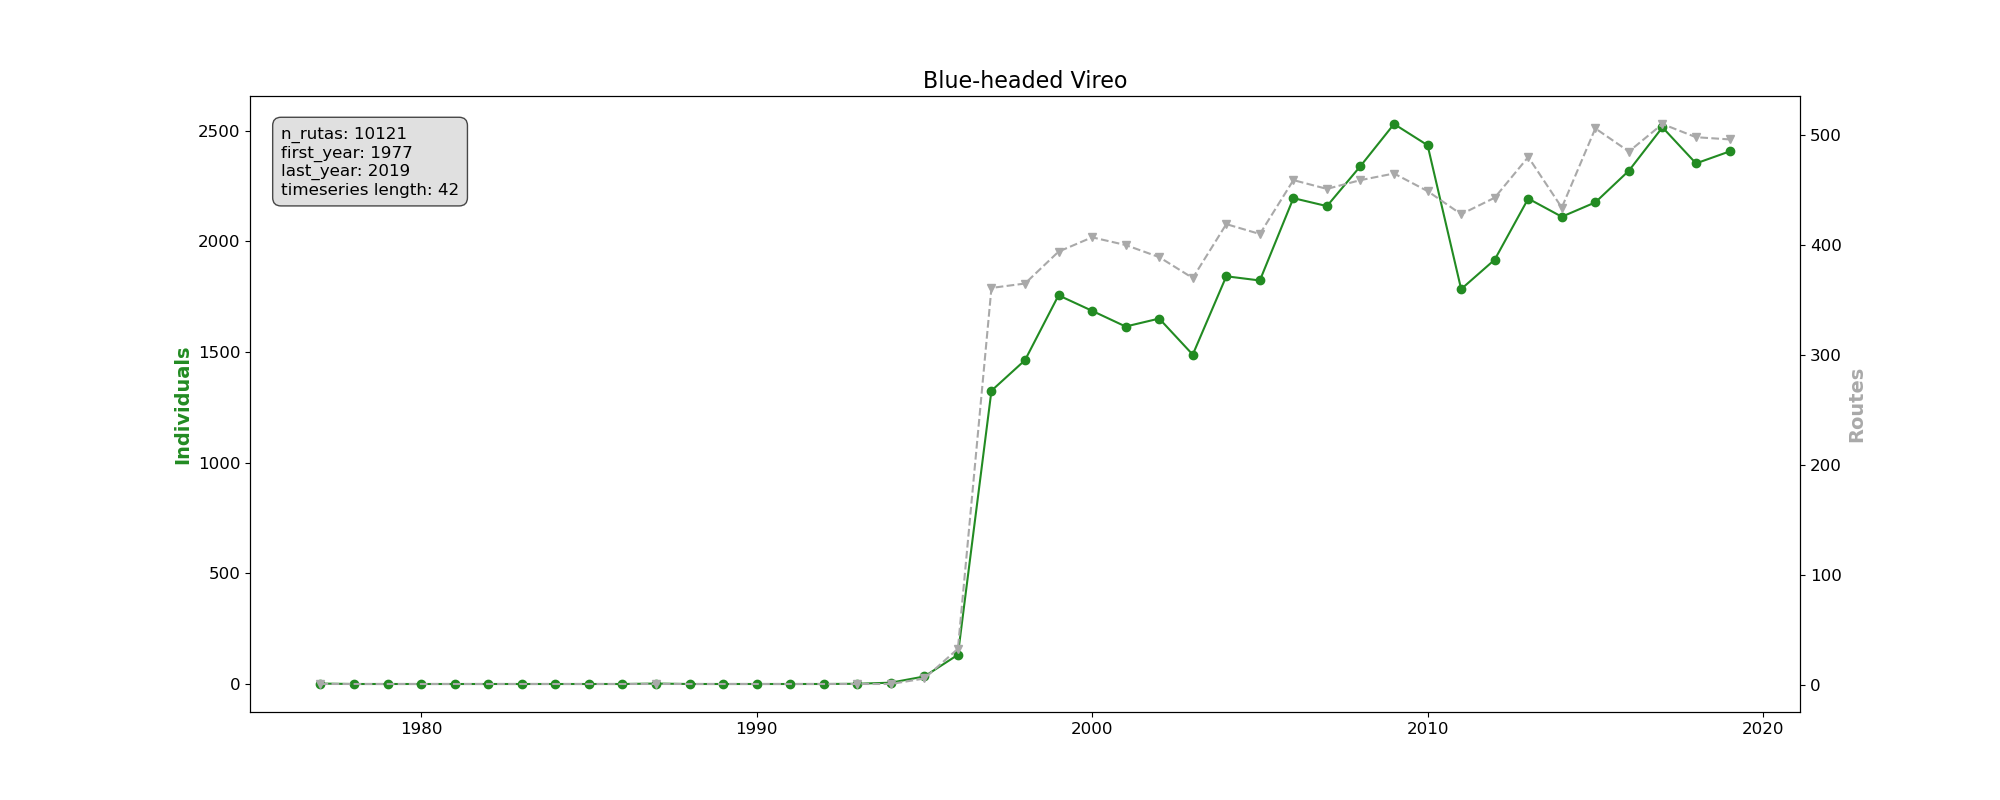 Blue-headed Vireo
n_rutas: 10121
first_year: 1977
last_year: 2019
timeseries length: 42
Individuals
2500
2000
1500
1000
500
0
Routes
500
400
300
200
100
0
1980 1990 2000 2010 2020